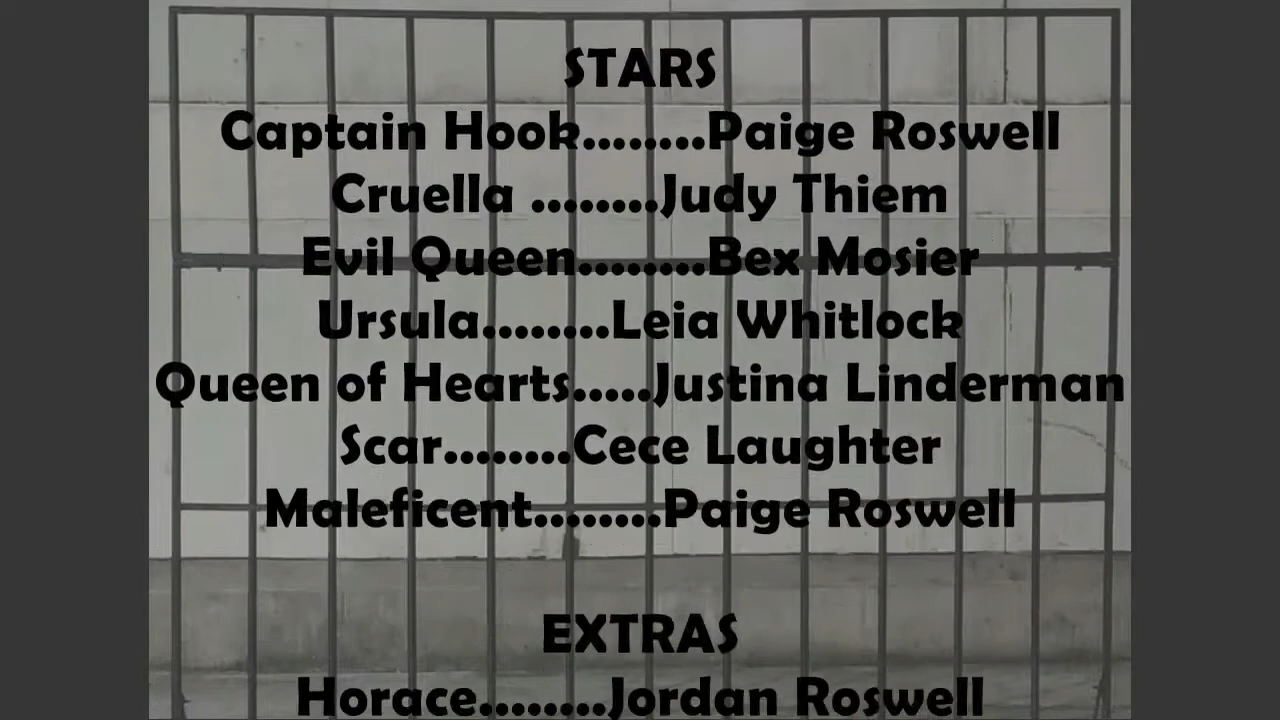 STARS
Captain Hook........Paige Roswell
Cruella ........Judy Thiem
Evil Queen........Bex Mosier
Ursula........Leia Whitlock
Queen of Hearts.....Justina Linderman
Scar........Cece Laughter
Maleficent........Paige Roswell
EXTRAS
Horace........Jordan Roswell